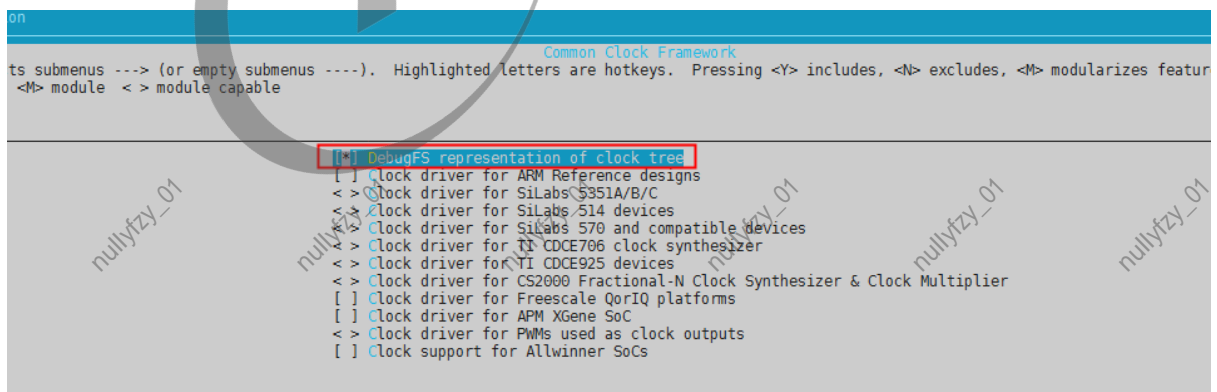 on
Common Clock Framework
ts submenus ---> (or empty submenus ----).  Highlighted letters are hotkeys.  Pressing <Y> includes, <N> excludes, <M> modularizes featur
<M> module  < > module capable
[*] DebugFS representation of clock tree
[ ] Clock driver for ARM Reference designs
< > Clock driver for SiLabs 5351A/B/C
< > Clock driver for SiLabs 514 devices
< > Clock driver for SiLabs 570 and compatible devices
< > Clock driver for TI CDCE706 clock synthesizer
< > Clock driver for TI CDCE925 devices
< > Clock driver for CS2000 Fractional-N Clock Synthesizer & Clock Multiplier
[ ] Clock driver for Freescale QorIQ platforms
[ ] Clock driver for APM XGene SoC
< > Clock driver for PWMs used as clock outputs
[ ] Clock support for Allwinner SoCs
nullyfzy_01
nullyfzy_01
nullyfzy_01
nullyfzy_01
nullyfzy_01
nullyfzy_01